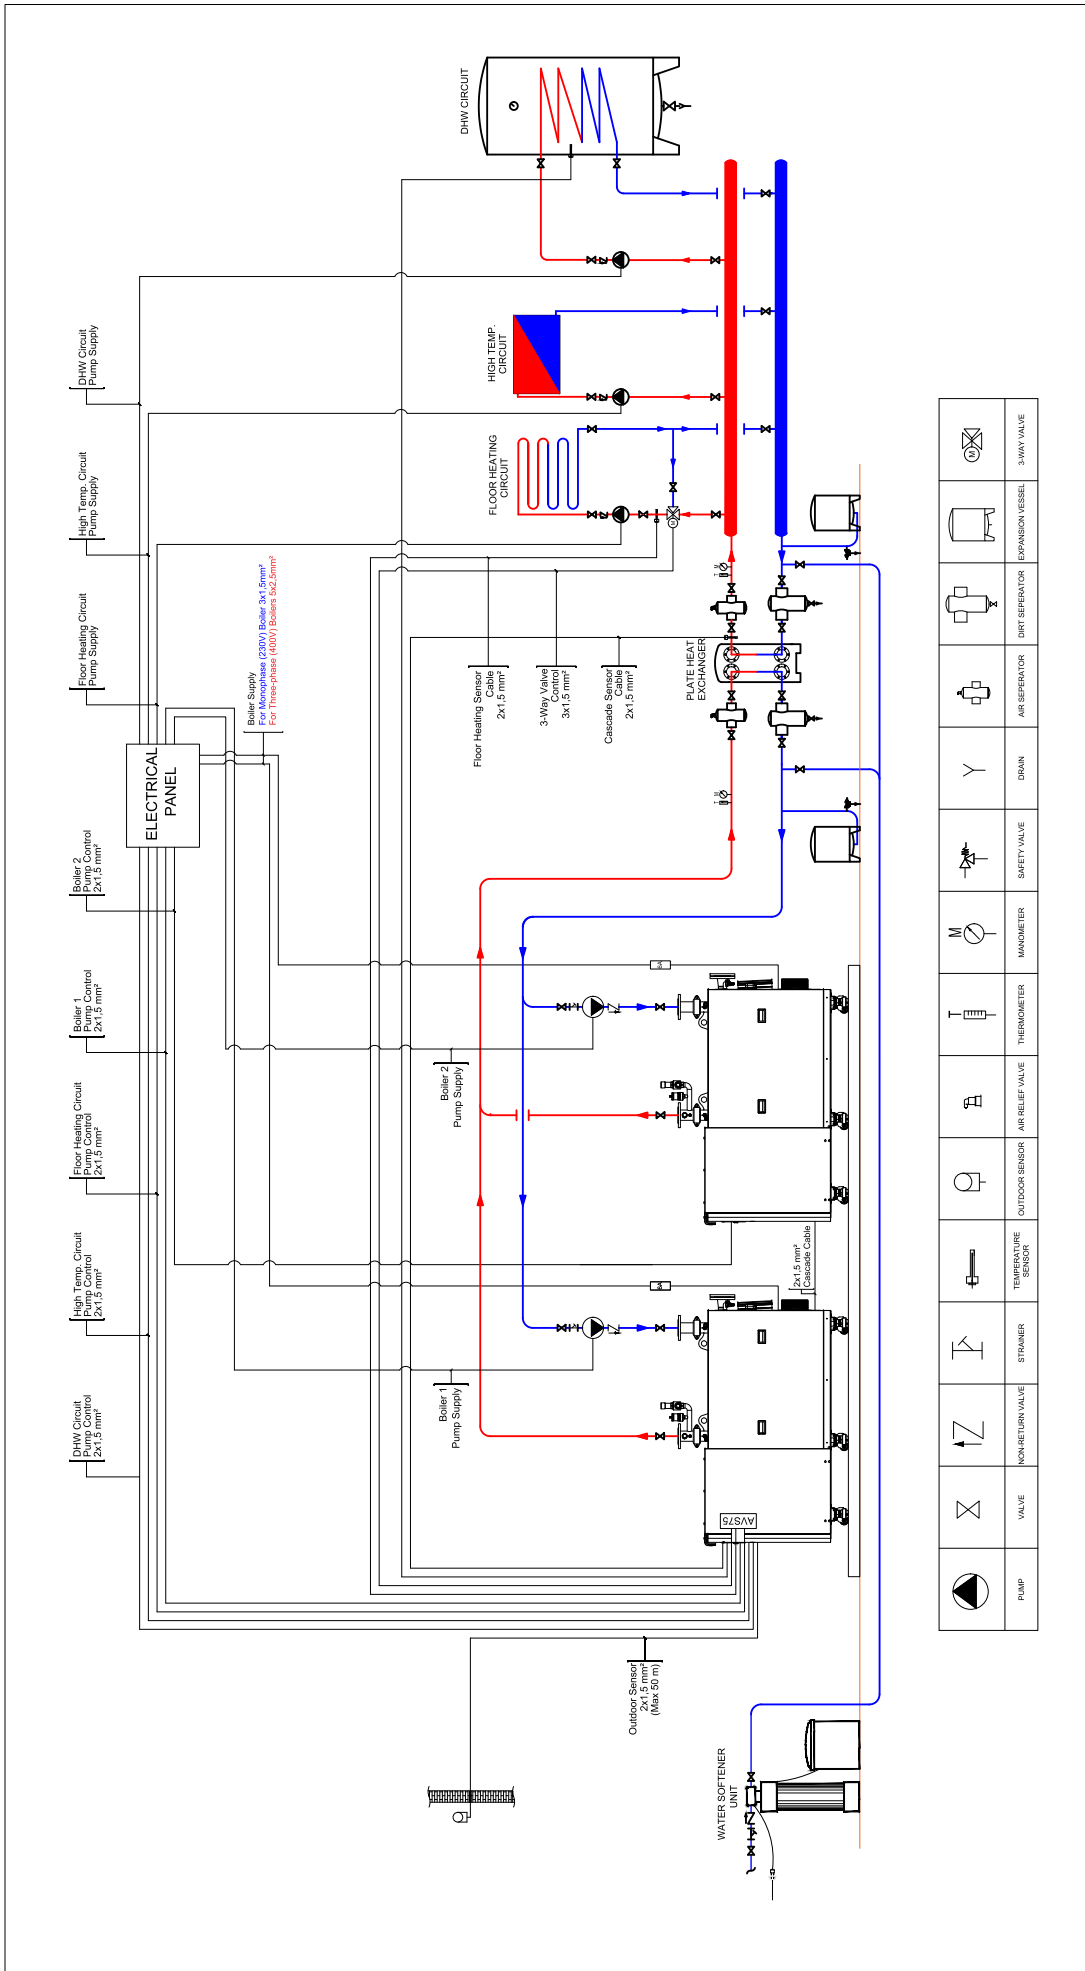 DHW Circuit
Pump Control
2x1,5 mm²
High Temp. Circuit
Pump Control
2x1,5 mm²
Floor Heating Circuit
Pump Control
2x1,5 mm²
Boiler 1
Pump Control
2x1,5 mm²
Boiler 2
Pump Control
2x1,5 mm²
ELECTRICAL
PANEL
Floor Heating Circuit
Pump Supply
High Temp. Circuit
Pump Supply
DHW Circuit
Pump Supply
Boiler Supply
For Monophase (230V) Boiler 3x1,5mm²
For Three-phase (400V) Boilers 5x2,5mm²
Boiler 1
Pump Supply
Boiler 2
Pump Supply
Floor Heating Sensor
Cable
2x1,5 mm²
3-Way Valve
Control
3x1,5 mm²
Cascade Sensor
Cable
2x1,5 mm²
FLOOR HEATING
CIRCUIT
HIGH TEMP.
CIRCUIT
DHW CIRCUIT
PLATE HEAT
EXCHANGER
T
M
T
M
M
6A
6A
2x1,5 mm²
Cascade Cable
AVS75
Outdoor Sensor
2x1,5 mm²
(Max 50 m)
WATER SOFTENER
UNIT
M
M
PUMP
VALVE
NON-RETURN VALVE
STRAINER
TEMPERATURE
SENSOR
OUTDOOR SENSOR
AIR RELIEF VALVE
THERMOMETER
MANOMETER
SAFETY VALVE
DRAIN
AIR SEPERATOR
DIRT SEPERATOR
EXPANSION VESSEL
3-WAY VALVE